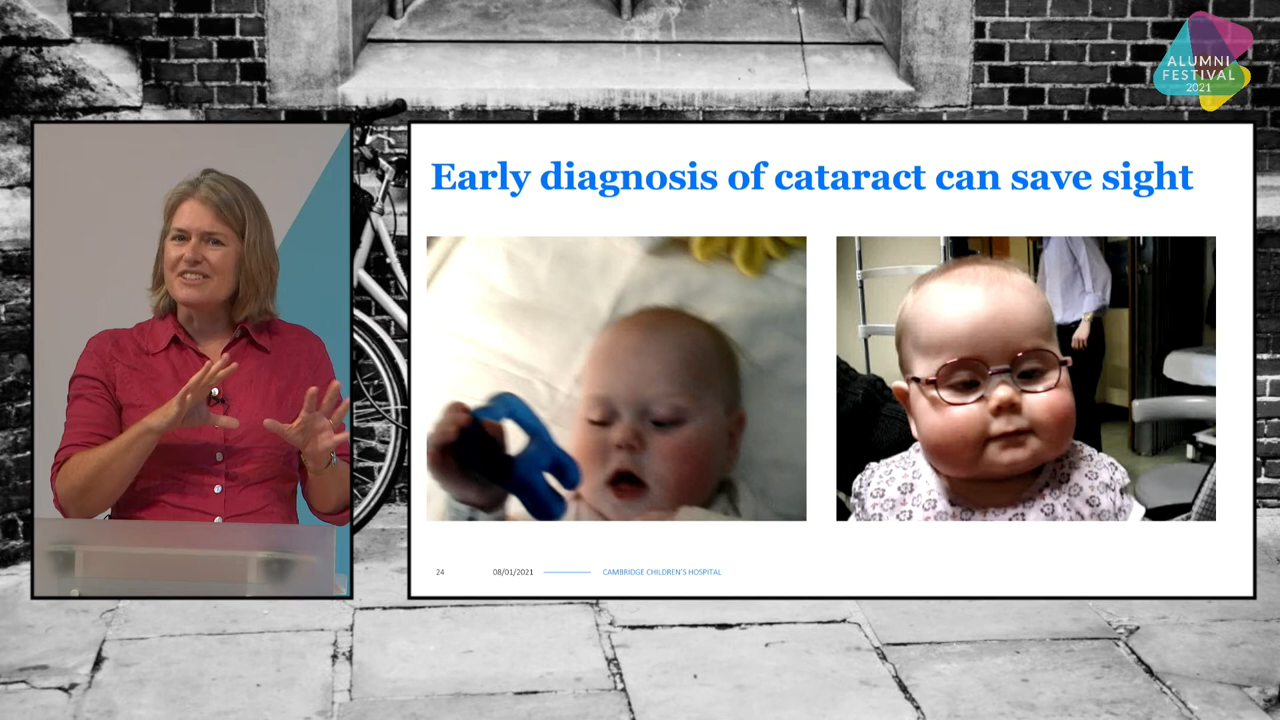 ALUMNI
FESTIVAL
2021
Early diagnosis of cataract can save sight
24
08/01/2021
CAMBRIDGE CHILDREN'S HOSPITAL